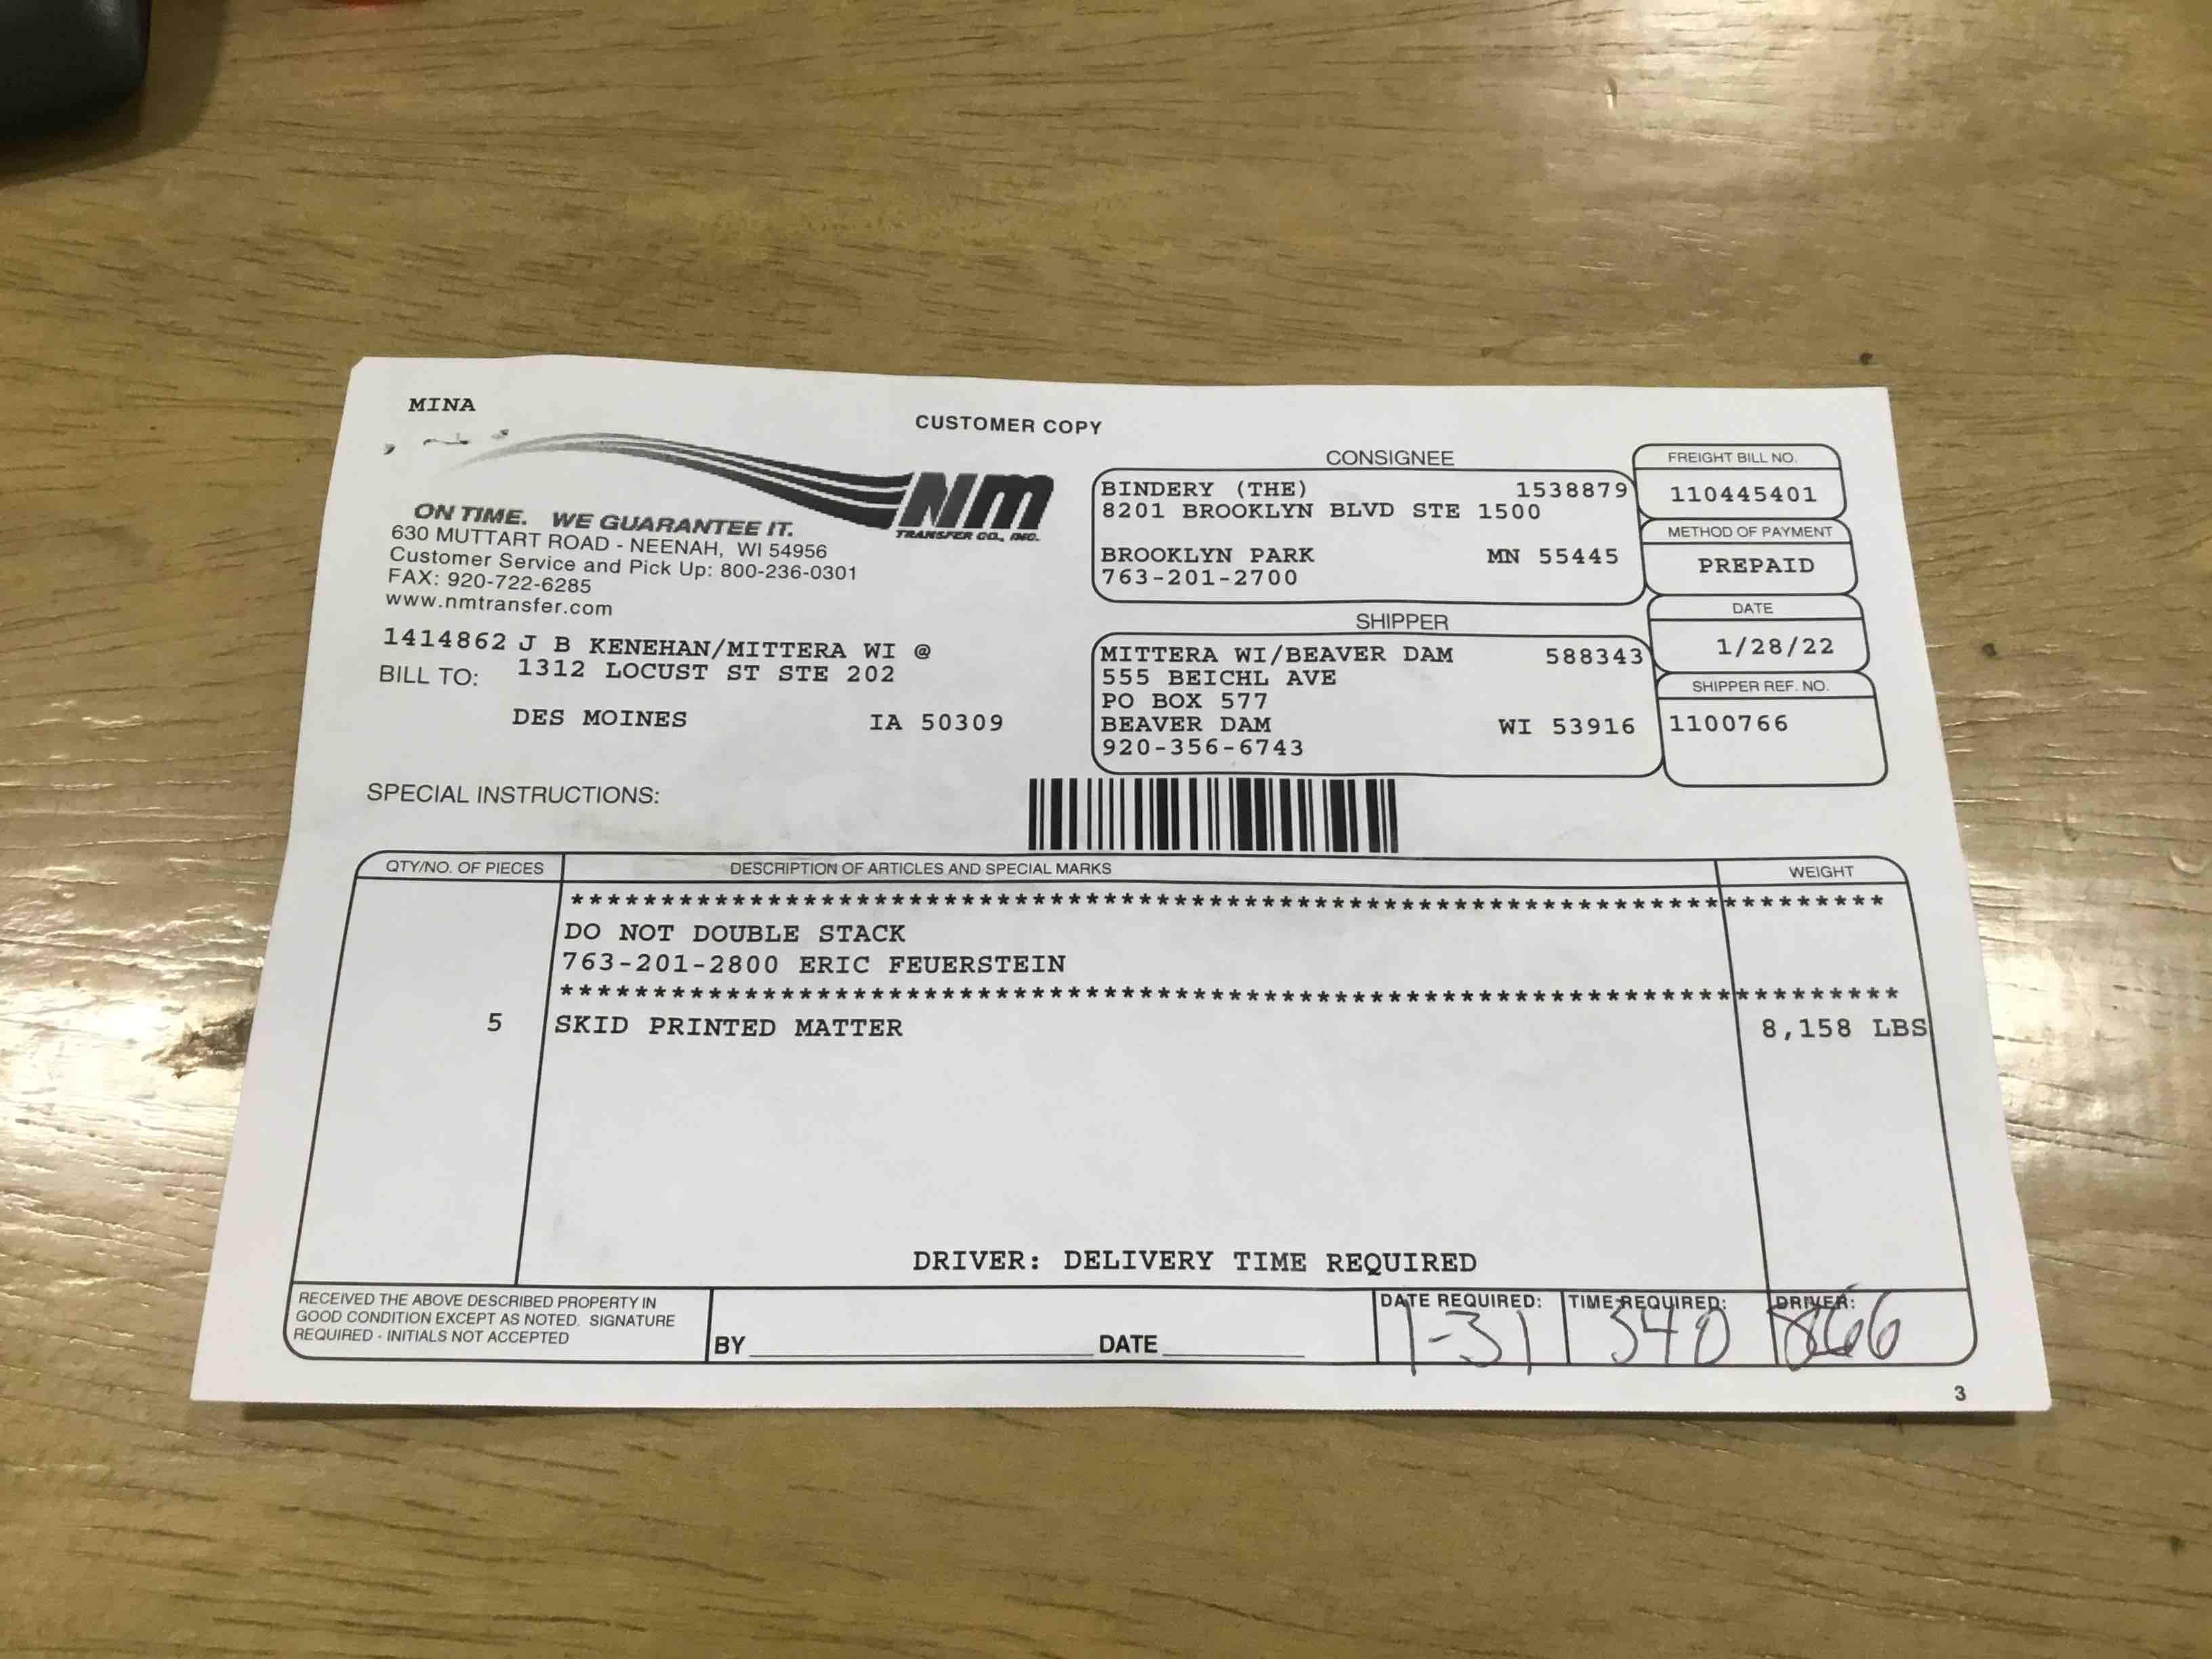 MINA
CUSTOMER COPY
NM
TRANSFER CO., INC.
ON TIME. WE GUARANTEE IT.
630 MUTTART ROAD - NEENAH, WI 54956
Customer Service and Pick Up: 800-236-0301
FAX: 920-722-6285
www.nmtransfer.com
1414862 J B KENEHAN/MITTERA WI @
BILL TO: 1312 LOCUST ST STE 202
DES MOINES IA 50309
CONSIGNEE
BINDERY (THE) 1538879
8201 BROOKLYN BLVD STE 1500
BROOKLYN PARK MN 55445
763-201-2700
SHIPPER
MITTERA WI/BEAVER DAM 588343
555 BEICHL AVE
PO BOX 577
BEAVER DAM WI 53916
920-356-6743
FREIGHT BILL NO.
110445401
METHOD OF PAYMENT
PREPAID
DATE
1/28/22
SHIPPER REF. NO.
1100766
SPECIAL INSTRUCTIONS:
QTY/NO. OF PIECES DESCRIPTION OF ARTICLES AND SPECIAL MARKS WEIGHT
**************************************************************************
DO NOT DOUBLE STACK
763-201-2800 ERIC FEUERSTEIN
**************************************************************************
5 SKID PRINTED MATTER 8,158 LBS
DRIVER: DELIVERY TIME REQUIRED
RECEIVED THE ABOVE DESCRIBED PROPERTY IN
GOOD CONDITION EXCEPT AS NOTED. SIGNATURE
REQUIRED - INITIALS NOT ACCEPTED
BY DATE
DATE REQUIRED: TIME REQUIRED: DRIVER:
1-31 340
3